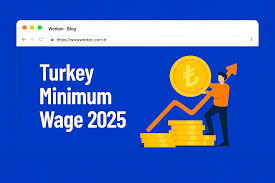 Workon : Blog
https://www.workon.com.tr
Turkey
Minimum
Wage 2025
₺